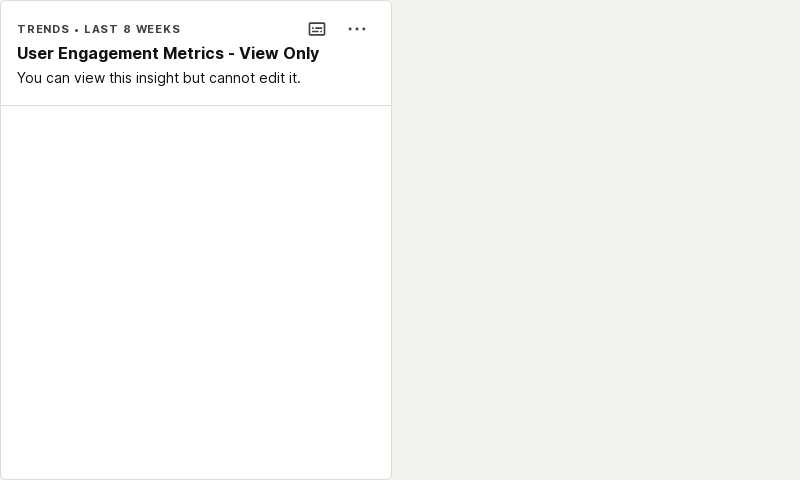 TRENDS • LAST 8 WEEKS
User Engagement Metrics - View Only
You can view this insight but cannot edit it.